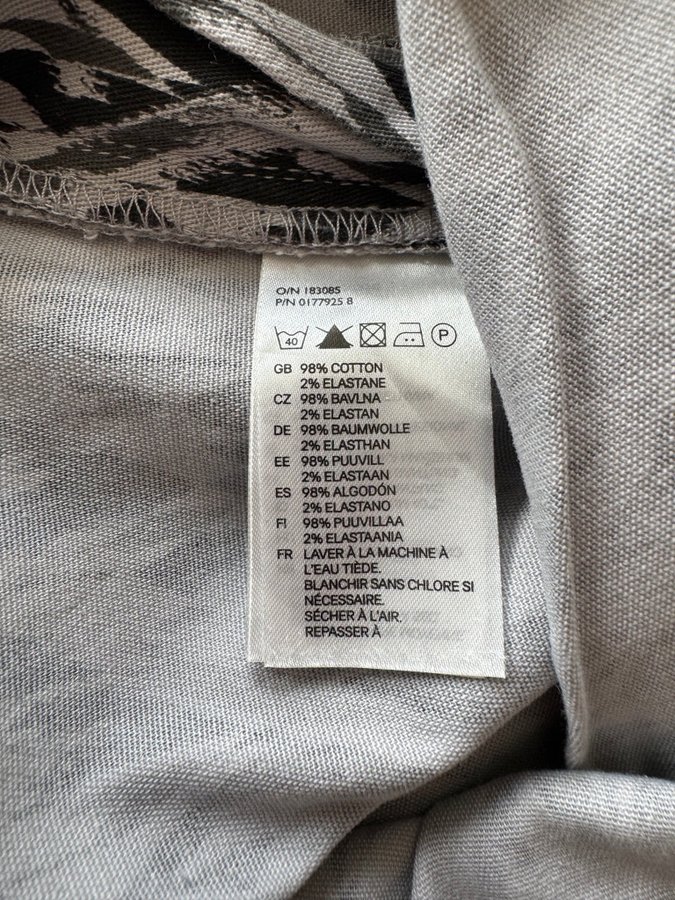 O/N 183085
P/N 0177925 8
40 P
GB 98% COTTON
2% ELASTANE
CZ 98% BAVLNA
2% ELASTAN
DE 98% BAUMWOLLE
2% ELASTHAN
EE 98% PUUVILL
2% ELASTAAN
ES 98% ALGODÓN
2% ELASTANO
FI 98% PUUVILLAA
2% ELASTAANIA
FR LAVER À LA MACHINE À
L'EAU TIÈDE.
BLANCHIR SANS CHLORE SI
NÉCESSAIRE.
SÉCHER À L'AIR.
REPASSER À